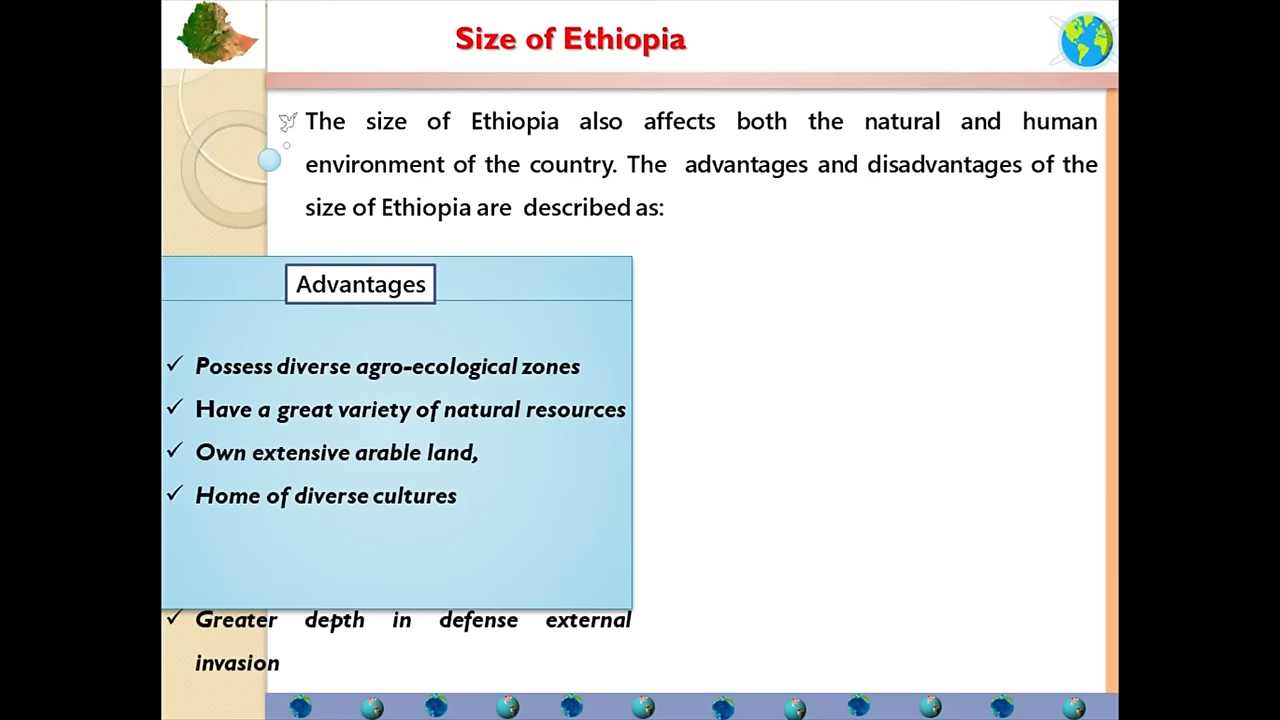 Size of Ethiopia
The size of Ethiopia also affects both the natural and human
environment of the country. The advantages and disadvantages of the
size of Ethiopia are described as:
Advantages
✓ Possess diverse agro-ecological zones
✓ Have a great variety of natural resources
✓ Own extensive arable land,
✓ Home of diverse cultures
✓ Greater depth in defense external
invasion